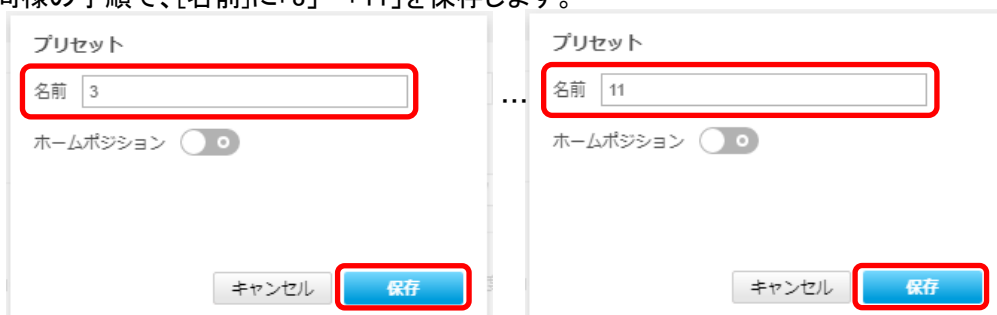 同様の手順で、[名前]に「3」…「11」を保存します。
プリセット
名前 3
ホームポジション
キャンセル 保存
…
プリセット
名前 11
ホームポジション
キャンセル 保存